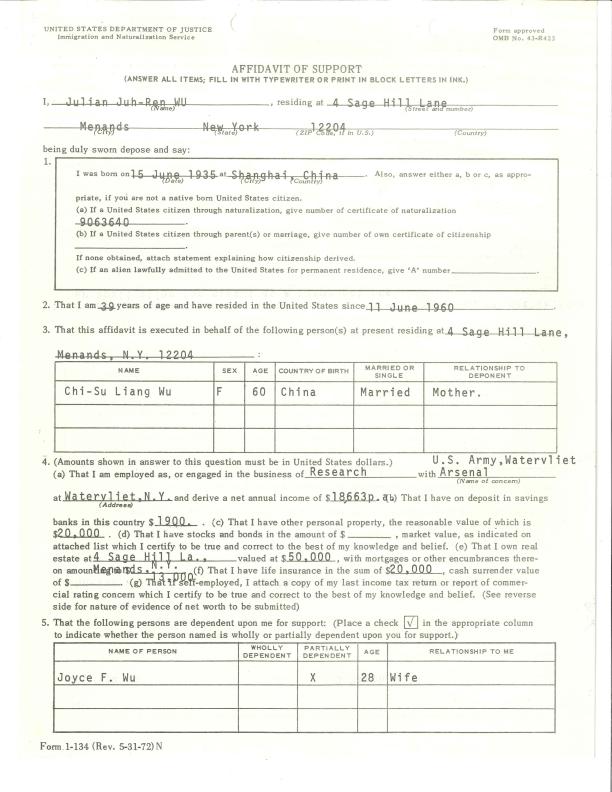 UNITED STATES DEPARTMENT OF JUSTICE
Immigration and Naturalization Service
Form approved
OMB No. 43-R423
AFFIDAVIT OF SUPPORT
(ANSWER ALL ITEMS; FILL IN WITH TYPEWRITER OR PRINT IN BLOCK LETTERS IN INK.)
I, Julian Juh-Ren WU, residing at 4 Sage Hill Lane
(Name) (Street and number)
Menands New York 12204
(City) (State) (ZIP Code, if in U.S.) (Country)
being duly sworn depose and say:
1.
I was born on 15 June 1935 at Shanghai, China. Also, answer either a, b or c, as appro-
(Date) (City) (Country)
priate, if you are not a native born United States citizen.
(a) If a United States citizen through naturalization, give number of certificate of naturalization
9063640.
(b) If a United States citizen through parent(s) or marriage, give number of own certificate of citizenship
If none obtained, attach statement explaining how citizenship derived.
(c) If an alien lawfully admitted to the United States for permanent residence, give 'A' number
2. That I am 39 years of age and have resided in the United States since 11 June 1960
3. That this affidavit is executed in behalf of the following person(s) at present residing at 4 Sage Hill Lane,
Menands, N.Y. 12204 :
NAME SEX AGE COUNTRY OF BIRTH MARRIED OR SINGLE RELATIONSHIP TO DEPONENT
Chi-Su Liang Wu F 60 China Married Mother.
4. (Amounts shown in answer to this question must be in United States dollars.) U.S. Army,Watervliet
(a) That I am employed as, or engaged in the business of Research with Arsenal
(Name of concern)
at Watervliet,N.Y. and derive a net annual income of $18,663p.a(b) That I have on deposit in savings
(Address)
banks in this country $ 1900. . (c) That I have other personal property, the reasonable value of which is
$20,000 . (d) That I have stocks and bonds in the amount of $ , market value, as indicated on
attached list which I certify to be true and correct to the best of my knowledge and belief. (e) That I own real
estate at 4 Sage Hill La., valued at $50,000 , with mortgages or other encumbrances there-
on amounting to $ Menands N.Y. 13,000 (f) That I have life insurance in the sum of $20,000 , cash surrender value
of $ . (g) That if self-employed, I attach a copy of my last income tax return or report of commer-
cial rating concern which I certify to be true and correct to the best of my knowledge and belief. (See reverse
side for nature of evidence of net worth to be submitted)
5. That the following persons are dependent upon me for support: (Place a check √ in the appropriate column
to indicate whether the person named is wholly or partially dependent upon you for support.)
NAME OF PERSON WHOLLY DEPENDENT PARTIALLY DEPENDENT AGE RELATIONSHIP TO ME
Joyce F. Wu X 28 Wife
Form I-134 (Rev. 5-31-72) N